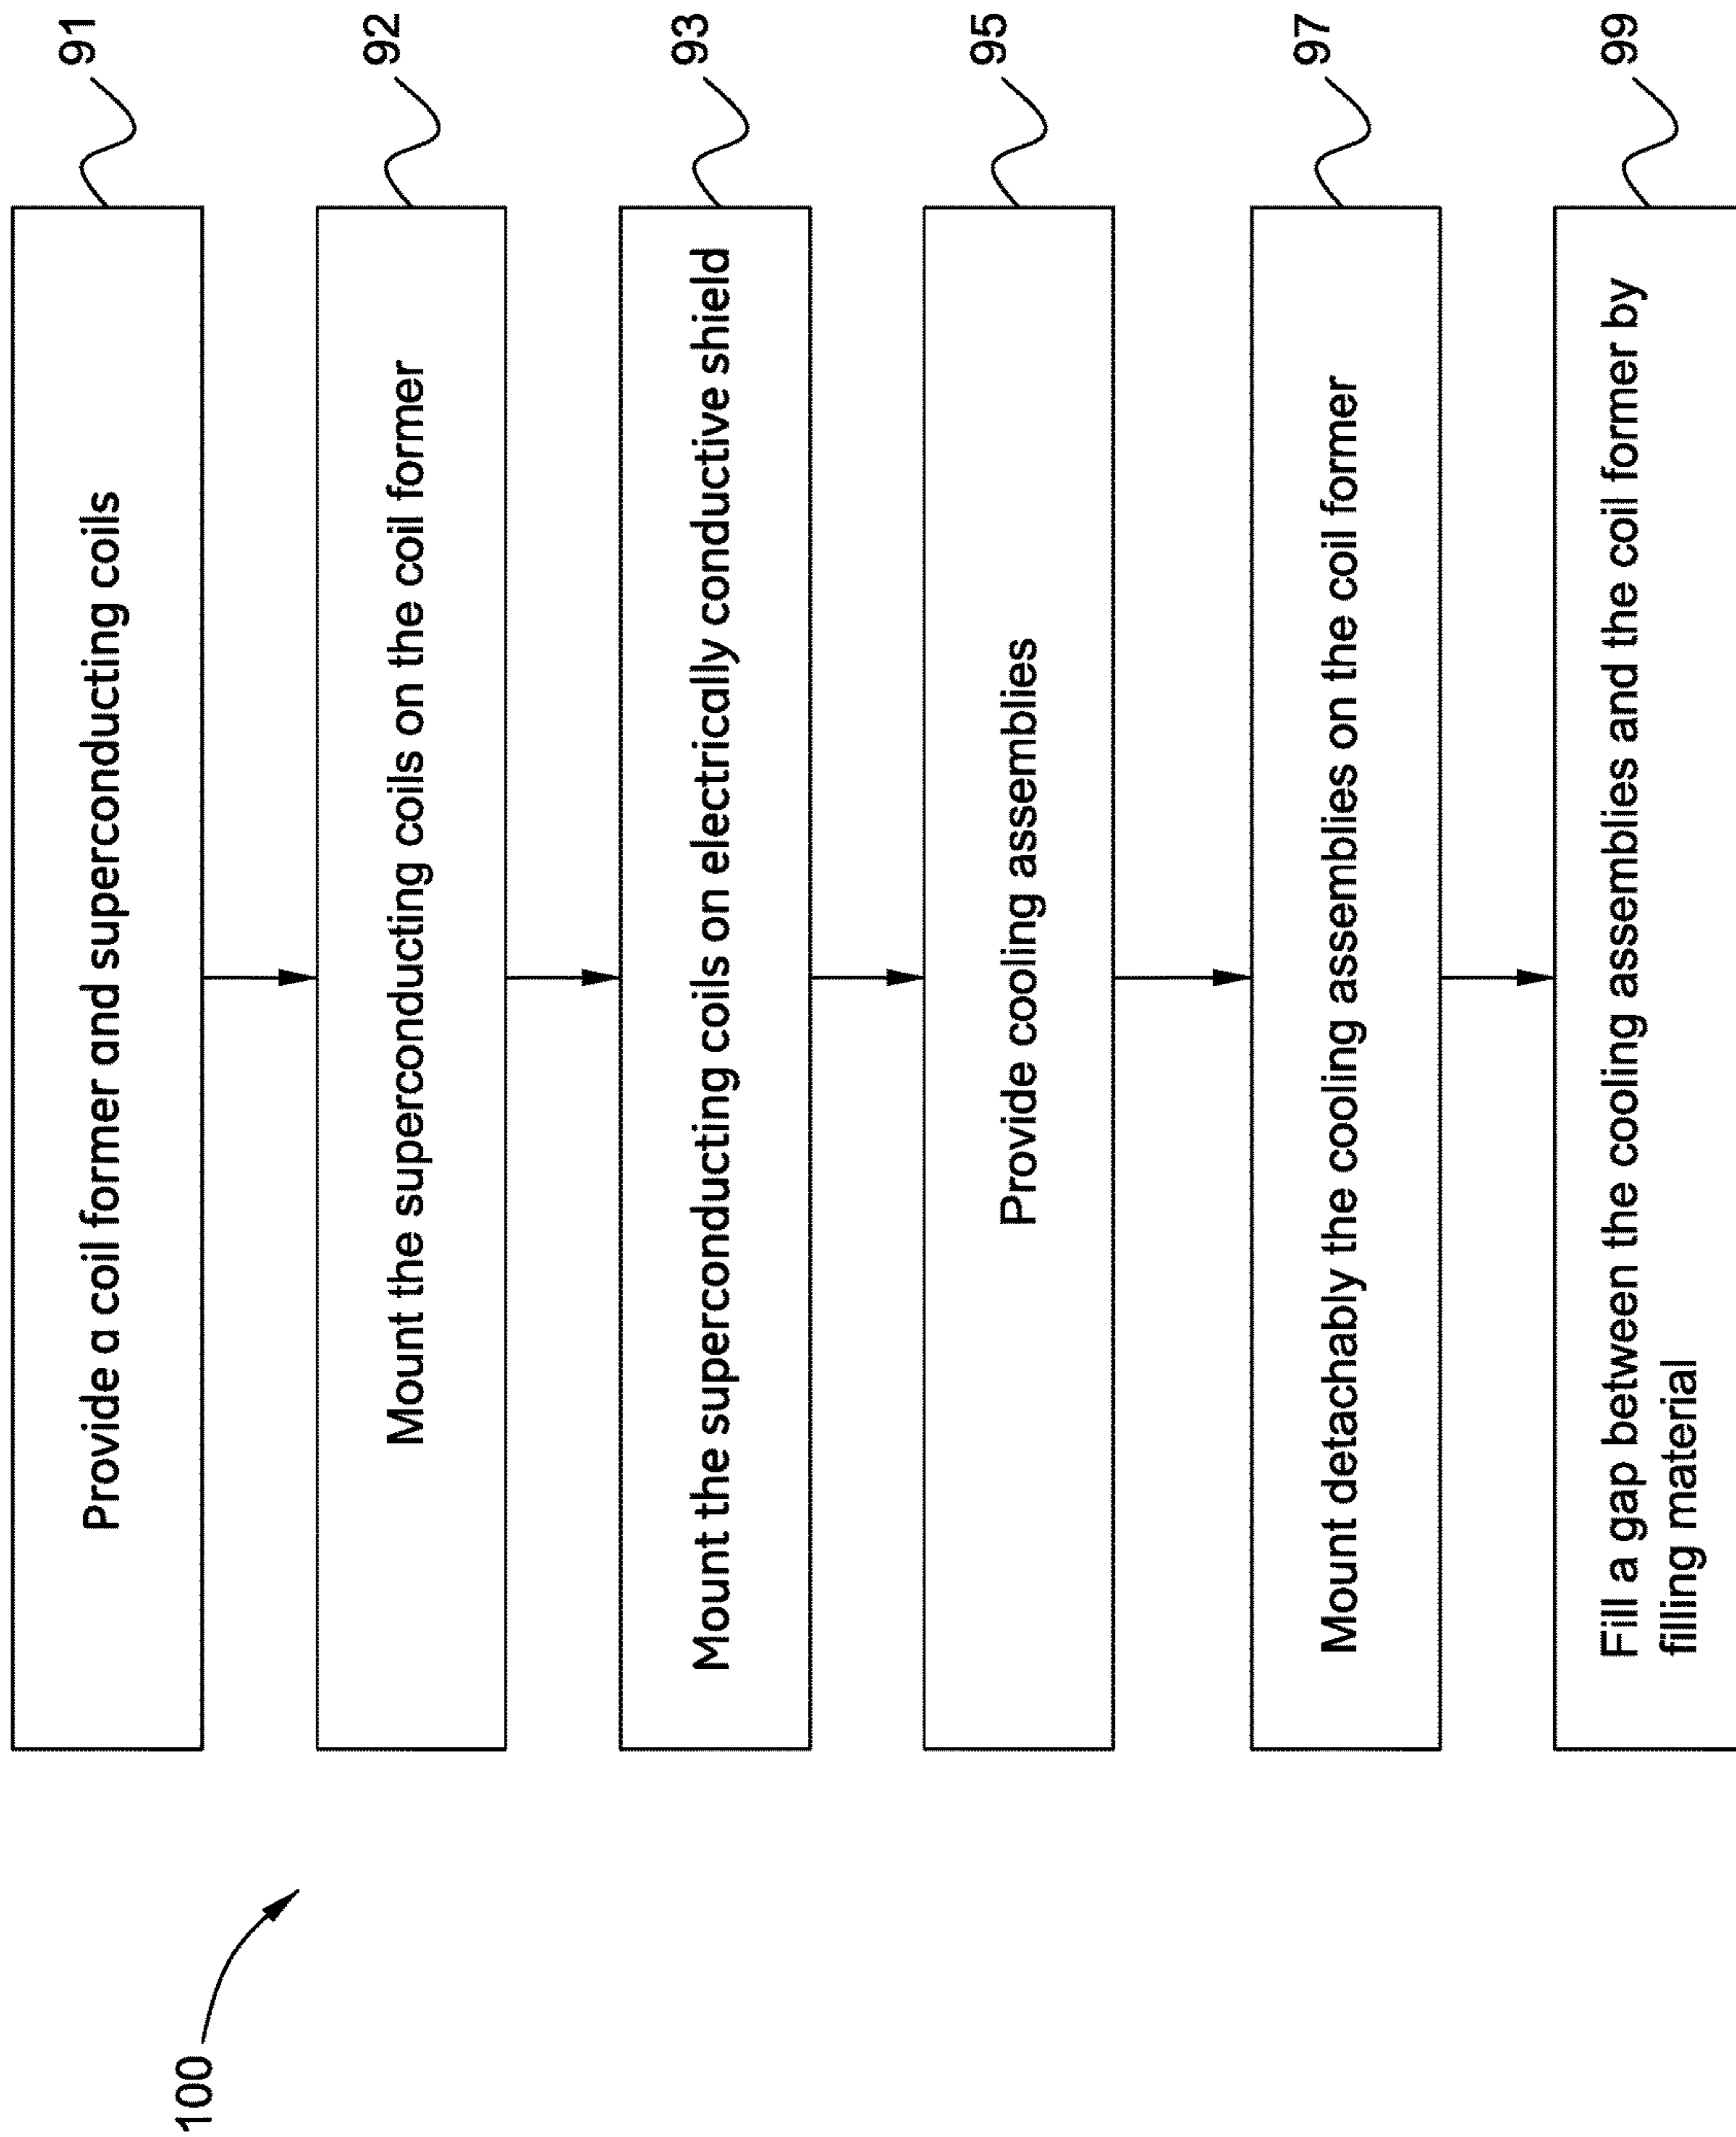 100
Provide a coil former and superconducting coils
91
Mount the superconducting coils on the coil former
92
Mount the superconducting coils on electrically conductive shield
93
Provide cooling assemblies
95
Mount detachably the cooling assemblies on the coil former
97
Fill a gap between the cooling assemblies and the coil former by
filling material
99